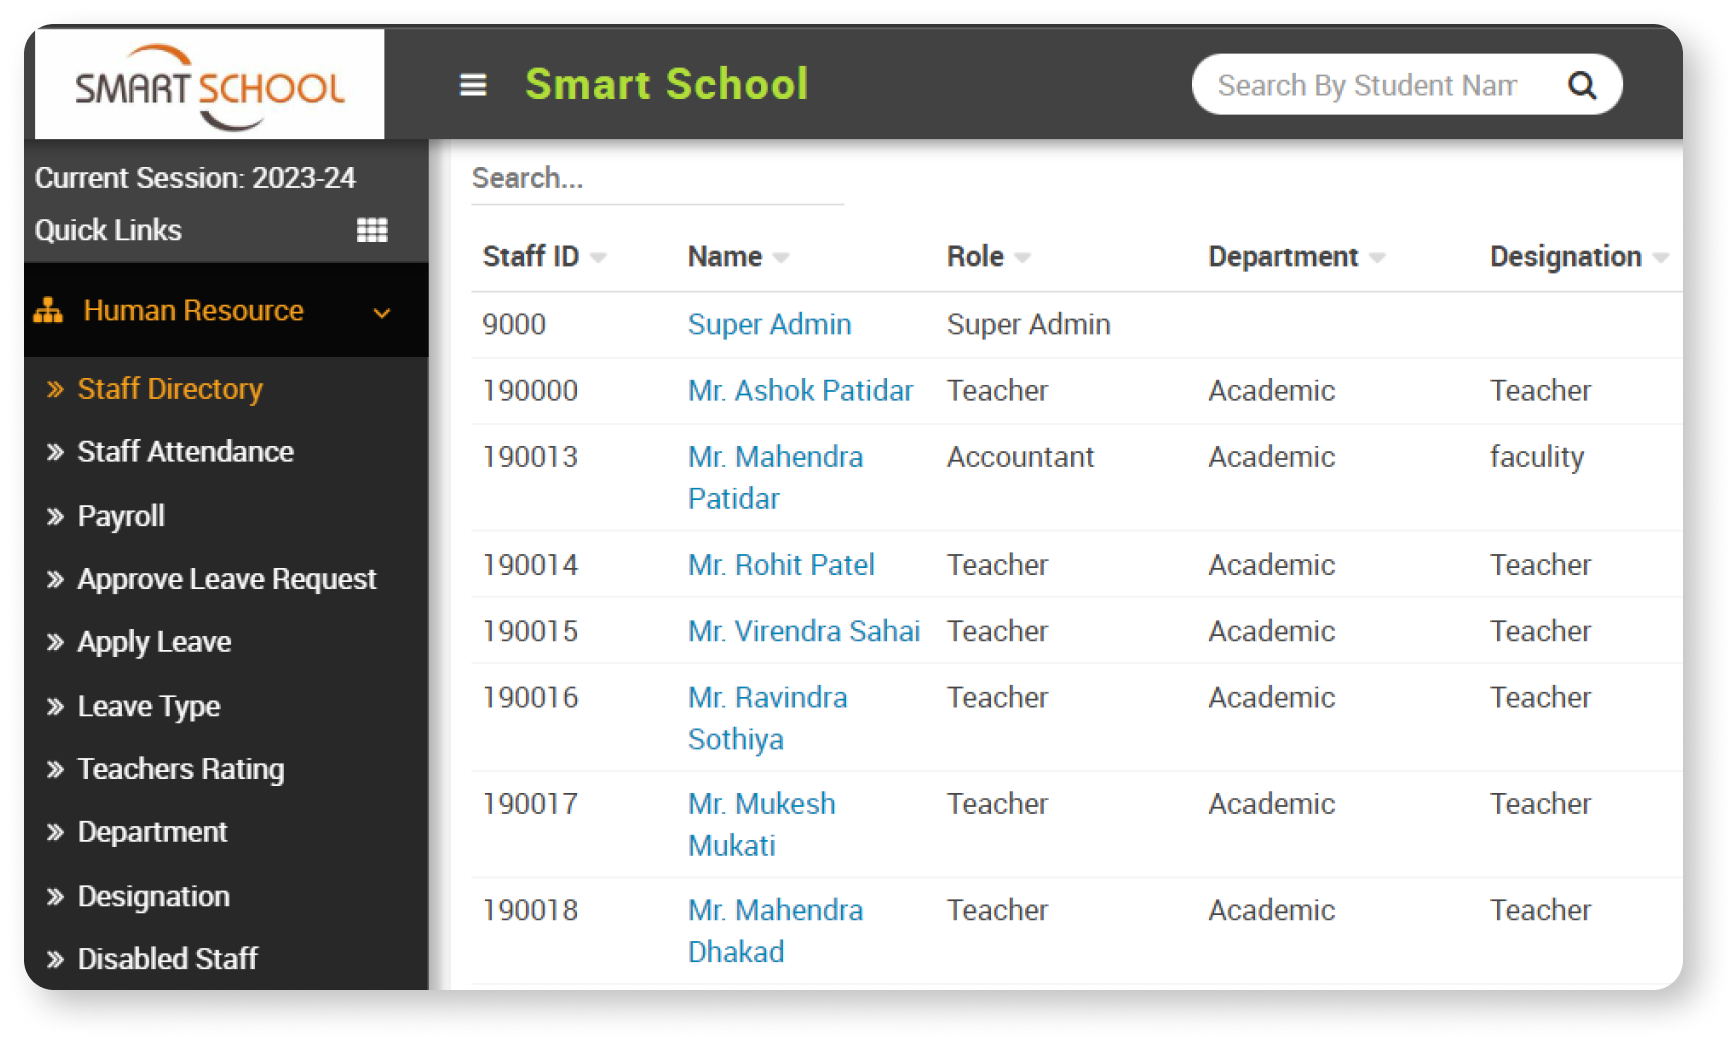 SMART SCHOOL
Smart School
Search By Student Nam
Current Session: 2023-24
Quick Links
Human Resource
Staff Directory
Staff Attendance
Payroll
Approve Leave Request
Apply Leave
Leave Type
Teachers Rating
Department
Designation
Disabled Staff
Search...
Staff ID Name Role Department Designation
9000 Super Admin Super Admin
190000 Mr. Ashok Patidar Teacher Academic Teacher
190013 Mr. Mahendra Accountant Academic faculity
Patidar
190014 Mr. Rohit Patel Teacher Academic Teacher
190015 Mr. Virendra Sahai Teacher Academic Teacher
190016 Mr. Ravindra Teacher Academic Teacher
Sothiya
190017 Mr. Mukesh Teacher Academic Teacher
Mukati
190018 Mr. Mahendra Teacher Academic Teacher
Dhakad